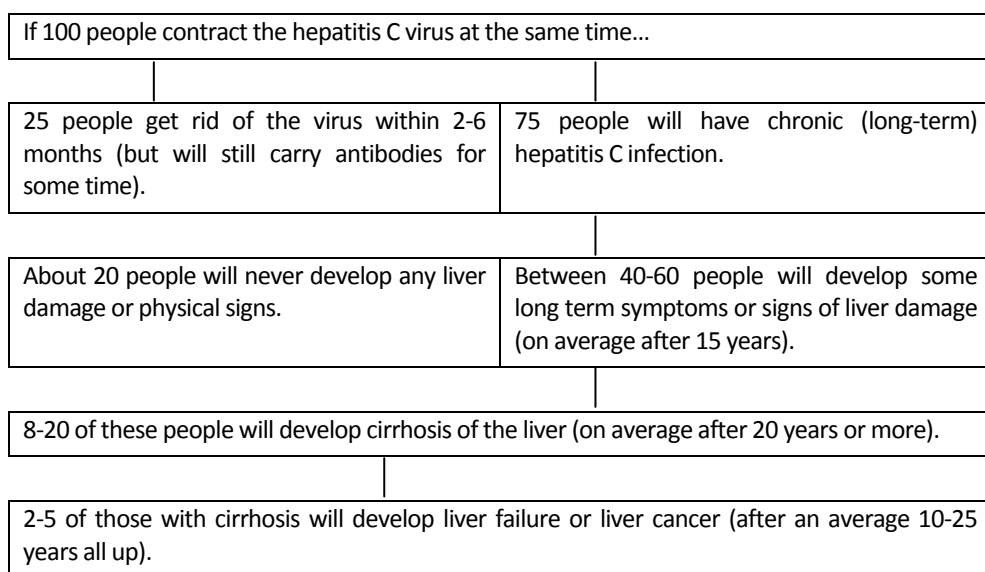 If 100 people contract the hepatitis C virus at the same time…
25 people get rid of the virus within 2-6
months (but will still carry antibodies for
some time).
75 people will have chronic (long-term)
hepatitis C infection.
About 20 people will never develop any liver
damage or physical signs.
Between 40-60 people will develop some
long term symptoms or signs of liver damage
(on average after 15 years).
8-20 of these people will develop cirrhosis of the liver (on average after 20 years or more).
2-5 of those with cirrhosis will develop liver failure or liver cancer (after an average 10-25
years all up).